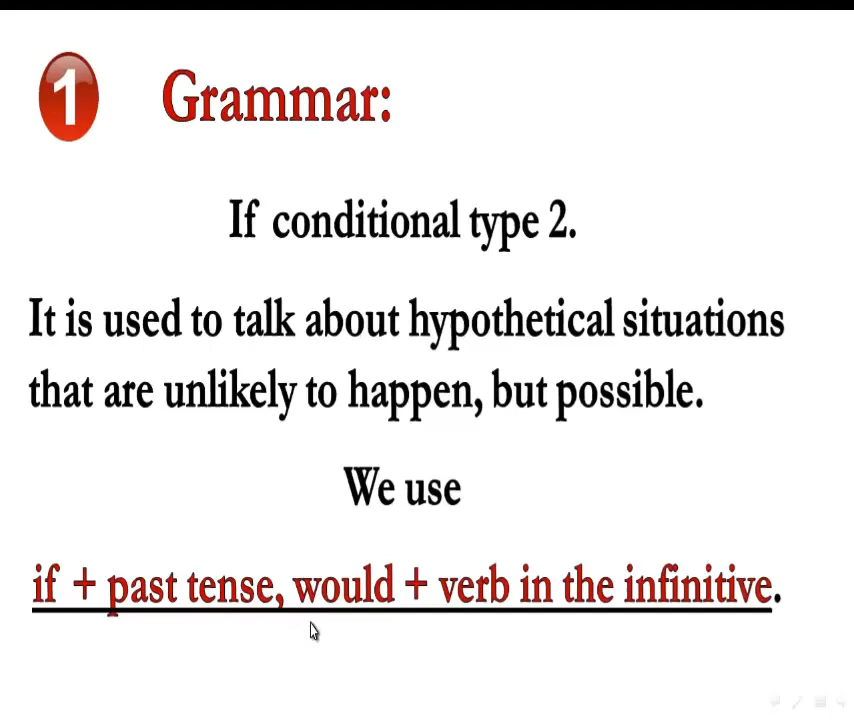 1 Grammar:
If conditional type 2.
It is used to talk about hypothetical situations
that are unlikely to happen, but possible.
We use
if + past tense, would + verb in the infinitive.